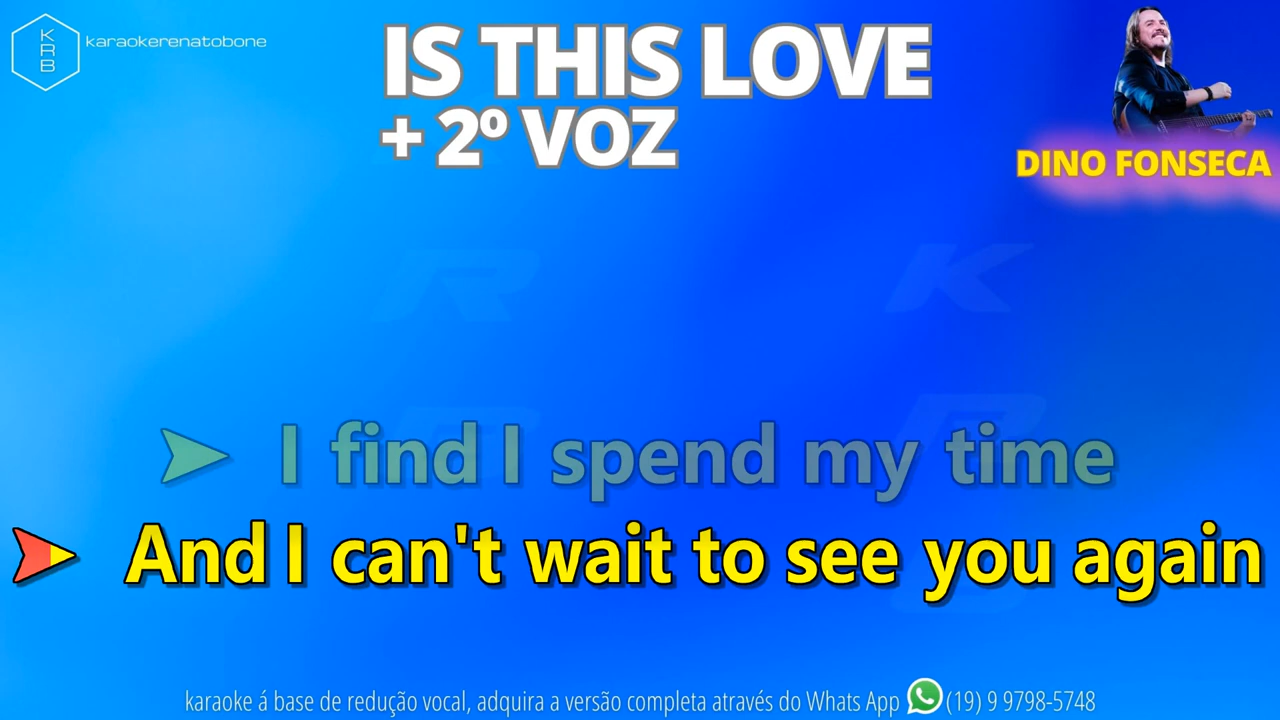 KRB
karaokerenatobone
IS THIS LOVE
+ 2º VOZ
DINO FONSECA
R K
B
I find I spend my time
And I can't wait to see you again
karaoke á base de redução vocal, adquira a versão completa através do Whats App (19) 9 9798-5748